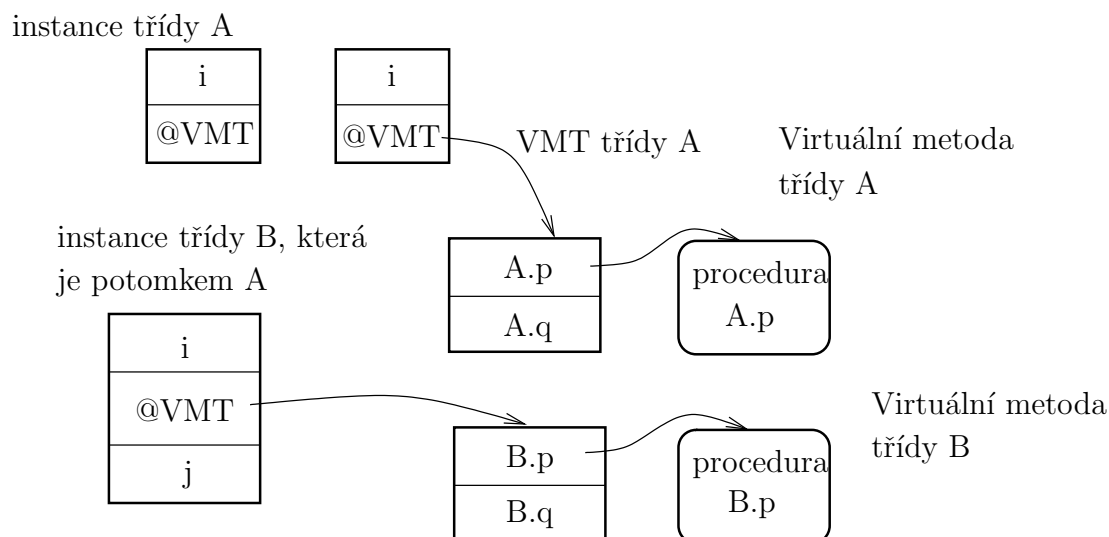 instance třídy A
i
@VMT
i
@VMT
VMT třídy A
Virtuální metoda
třídy A
A.p
A.q
procedura
A.p
instance třídy B, která
je potomkem A
i
@VMT
j
B.p
B.q
procedura
B.p
Virtuální metoda
třídy B